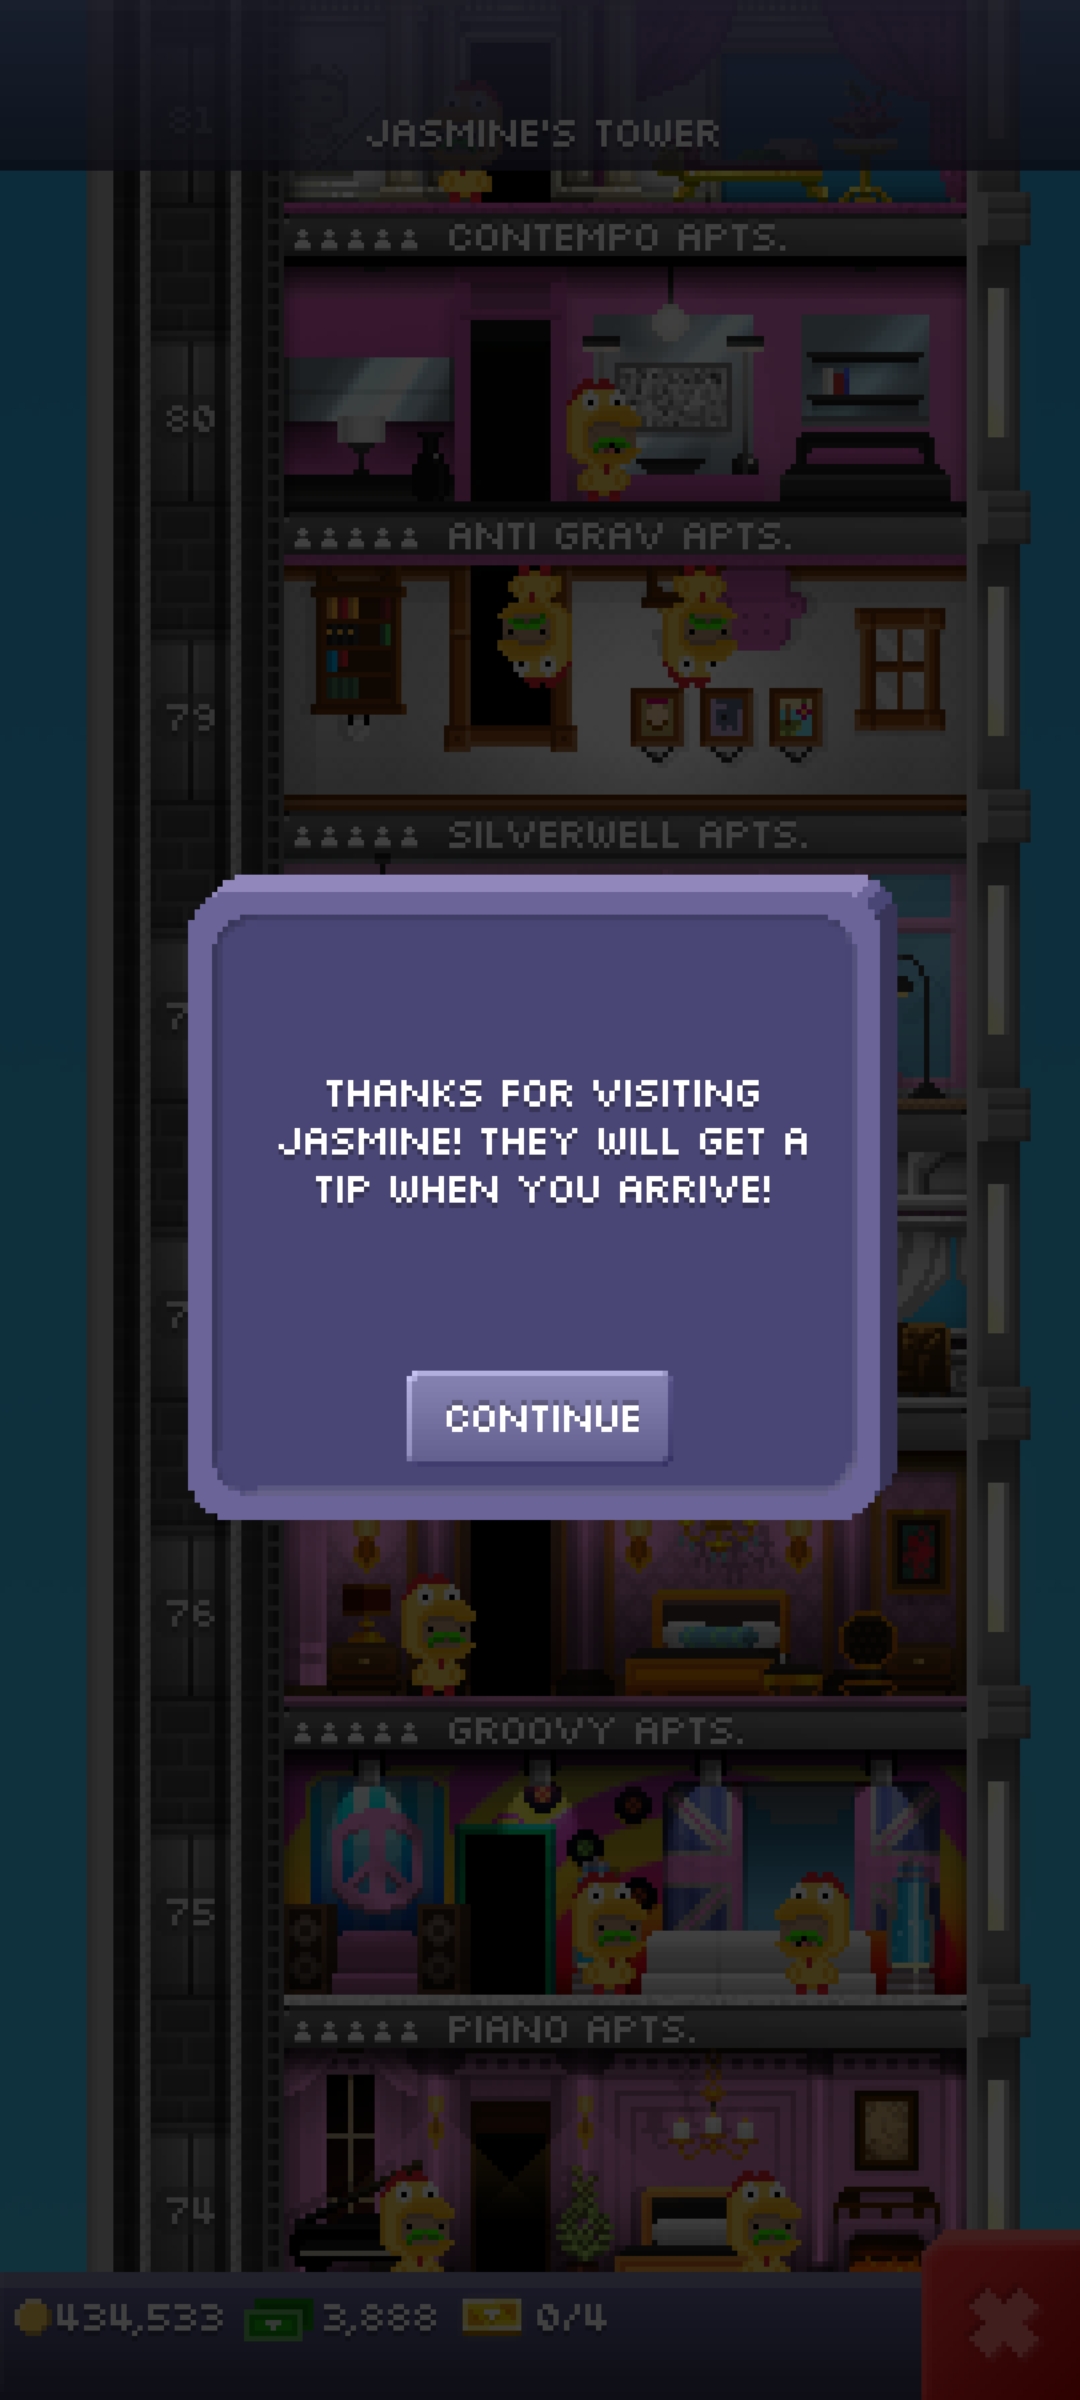 81
JASMINE'S TOWER
CONTEMPO APTS.
80
ANTI GRAV APTS.
79
SILVERWELL APTS.
THANKS FOR VISITING
JASMINE! THEY WILL GET A
TIP WHEN YOU ARRIVE!
CONTINUE
76
GROOVY APTS.
75
PIANO APTS.
74
434,533 3,888 0/4